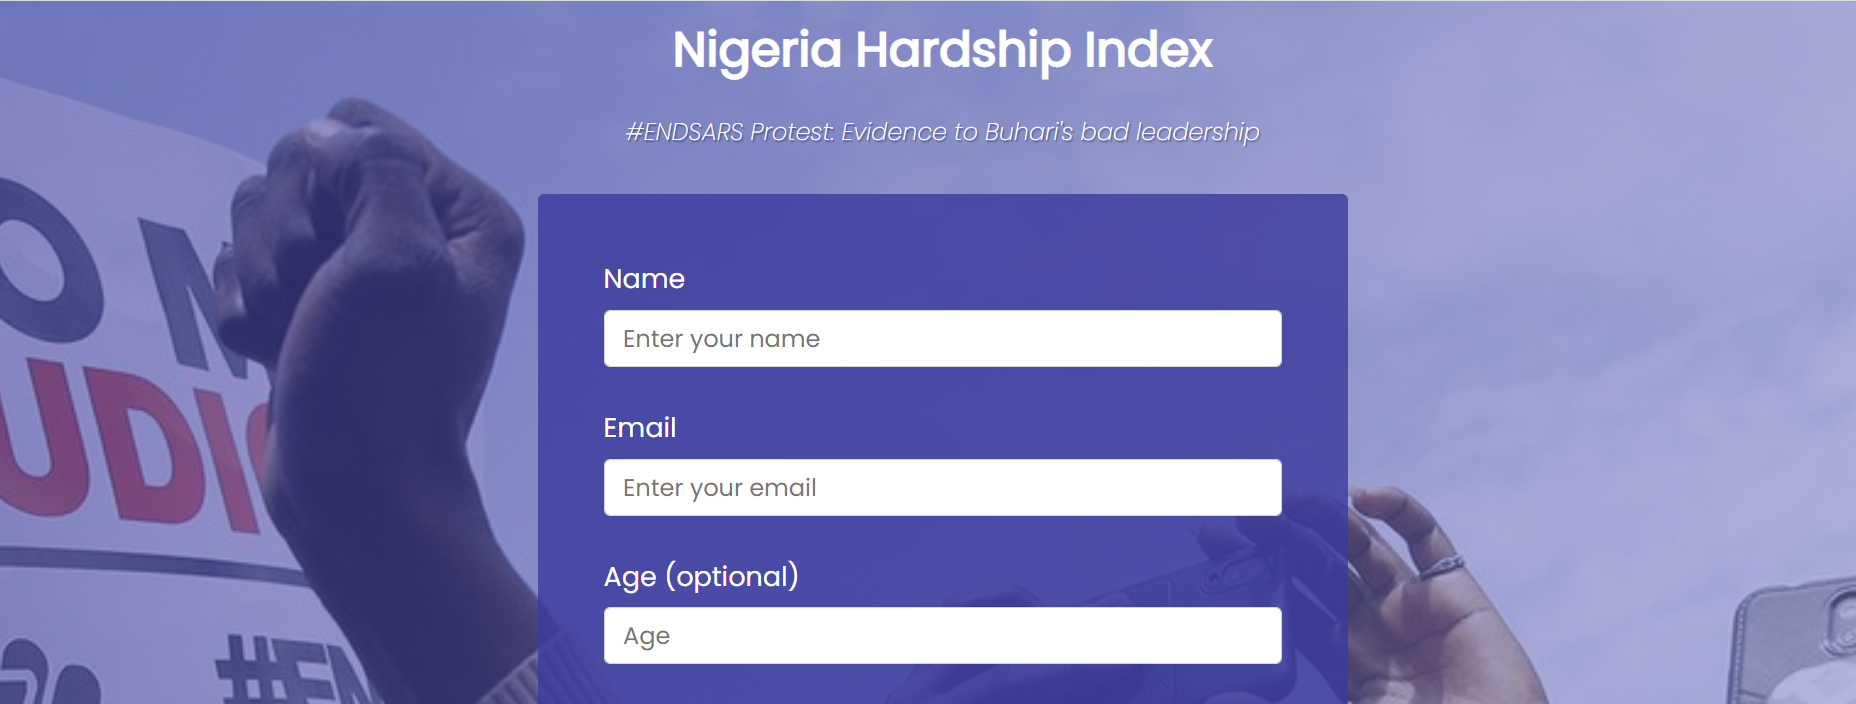 Nigeria Hardship Index
#ENDSARS Protest: Evidence to Buhari's bad leadership
Name
Enter your name
Email
Enter your email
Age (optional)
Age